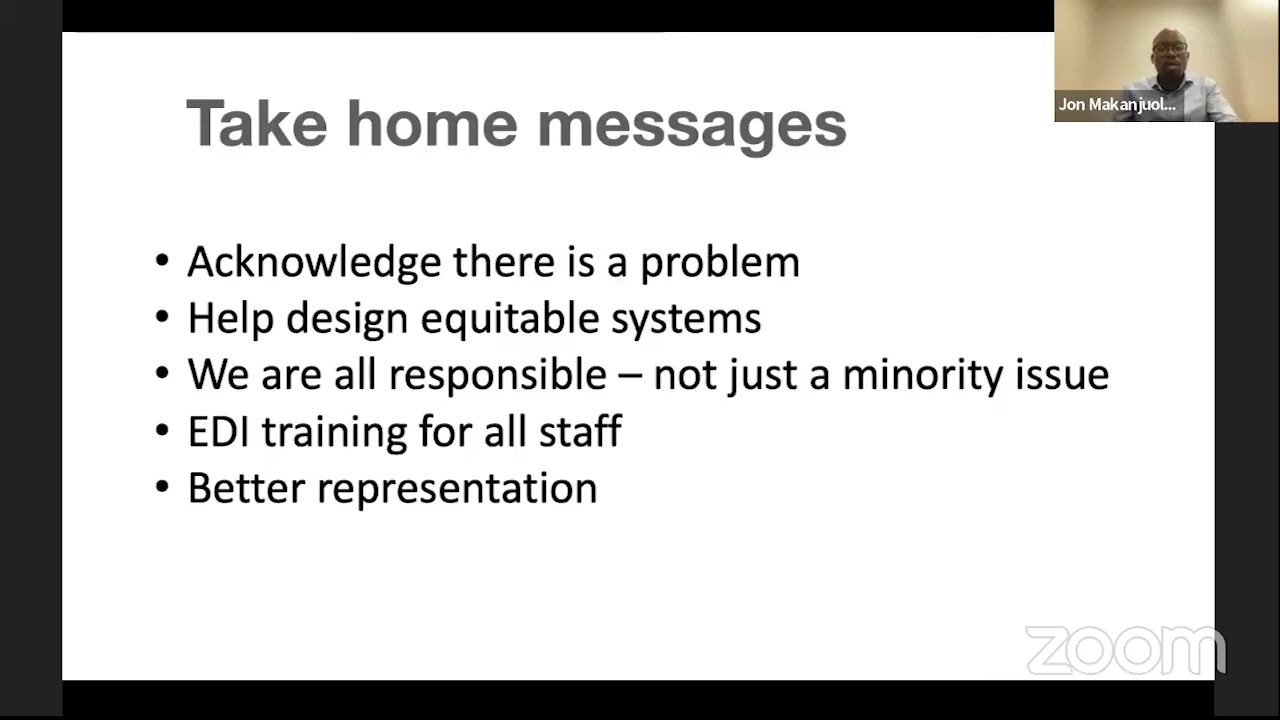 Take home messages
Jon Makanjuol...
• Acknowledge there is a problem
• Help design equitable systems
• We are all responsible – not just a minority issue
• EDI training for all staff
• Better representation
zoom